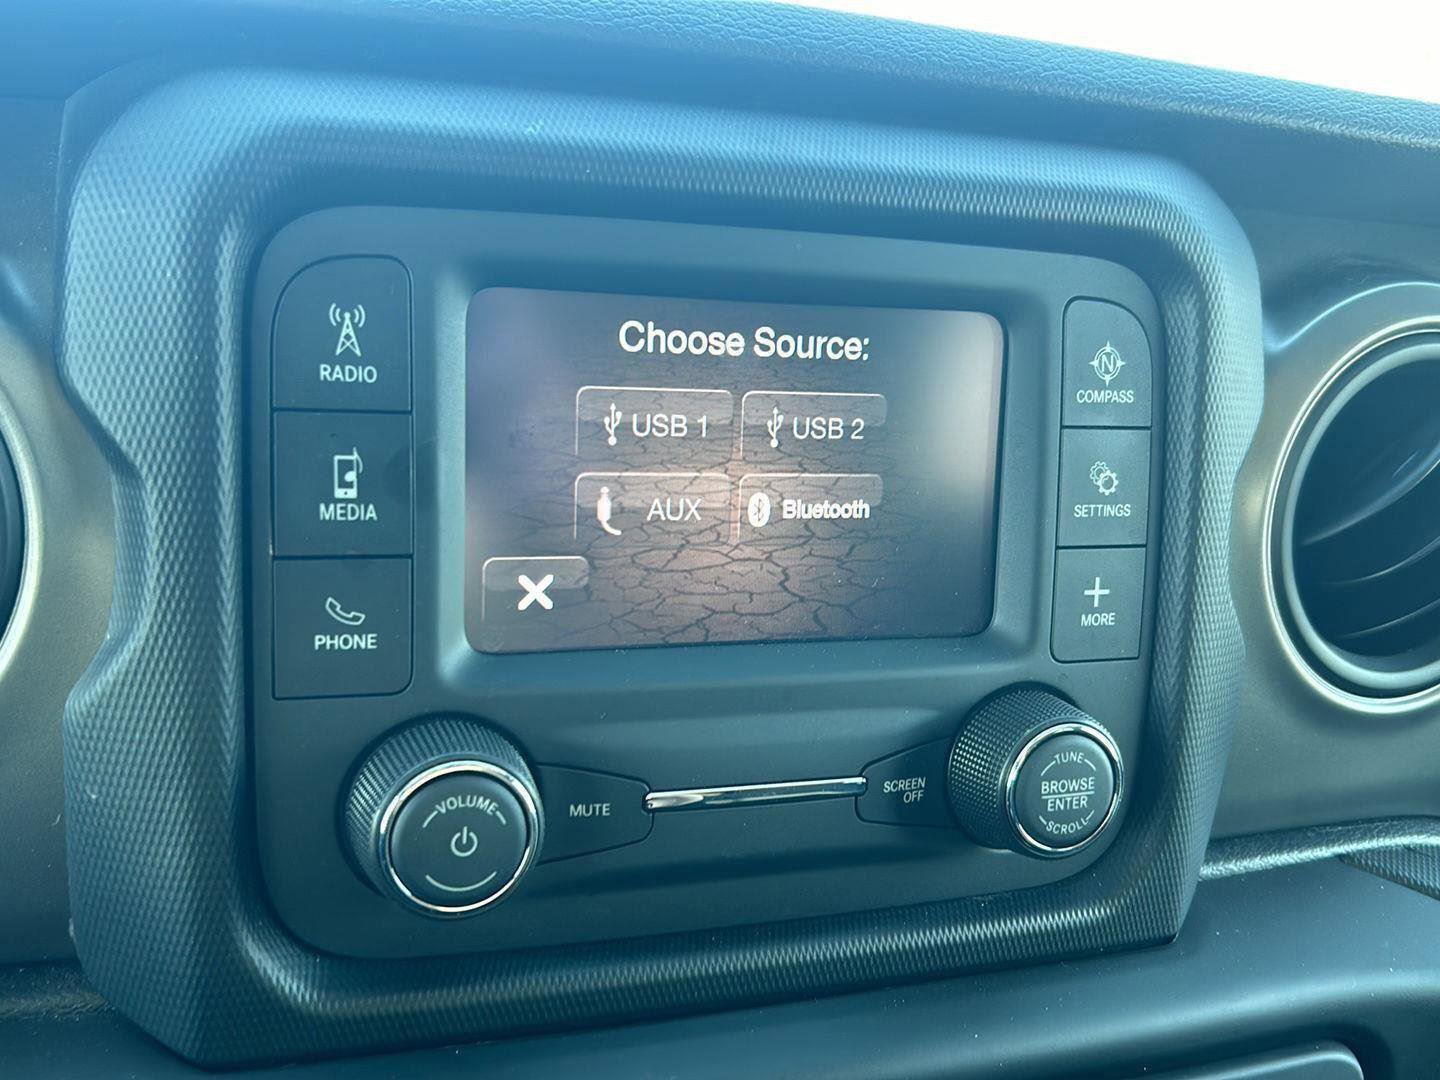 Choose Source:
USB 1
USB 2
AUX
Bluetooth
RADIO
MEDIA
PHONE
N
COMPASS
SETTINGS
MORE
VOLUME
MUTE
SCREEN
OFF
TUNE
BROWSE
ENTER
SCROLL